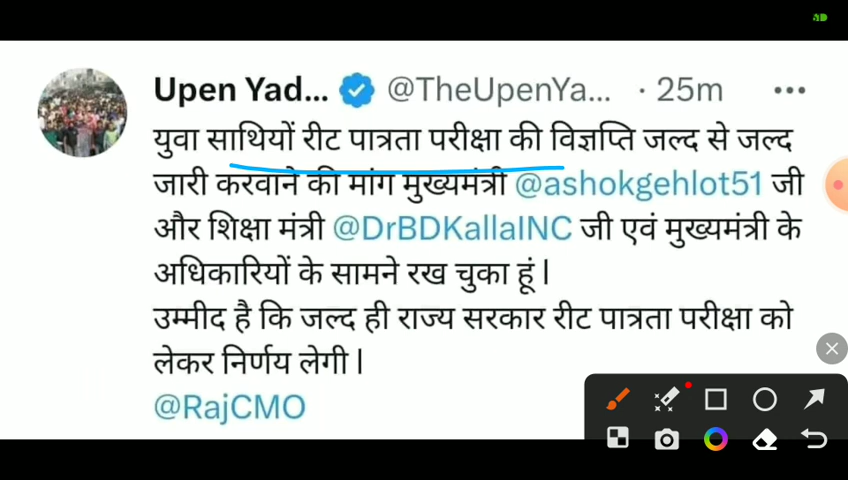 Upen Yad... @TheUpenYa... · 25m
युवा साथियों रीट पात्रता परीक्षा की विज्ञप्ति जल्द से जल्द
जारी करवाने की मांग मुख्यमंत्री @ashokgehlot51 जी
और शिक्षा मंत्री @DrBDKallaINC जी एवं मुख्यमंत्री के
अधिकारियों के सामने रख चुका हूं |
उम्मीद है कि जल्द ही राज्य सरकार रीट पात्रता परीक्षा को
लेकर निर्णय लेगी |
@RajCMO